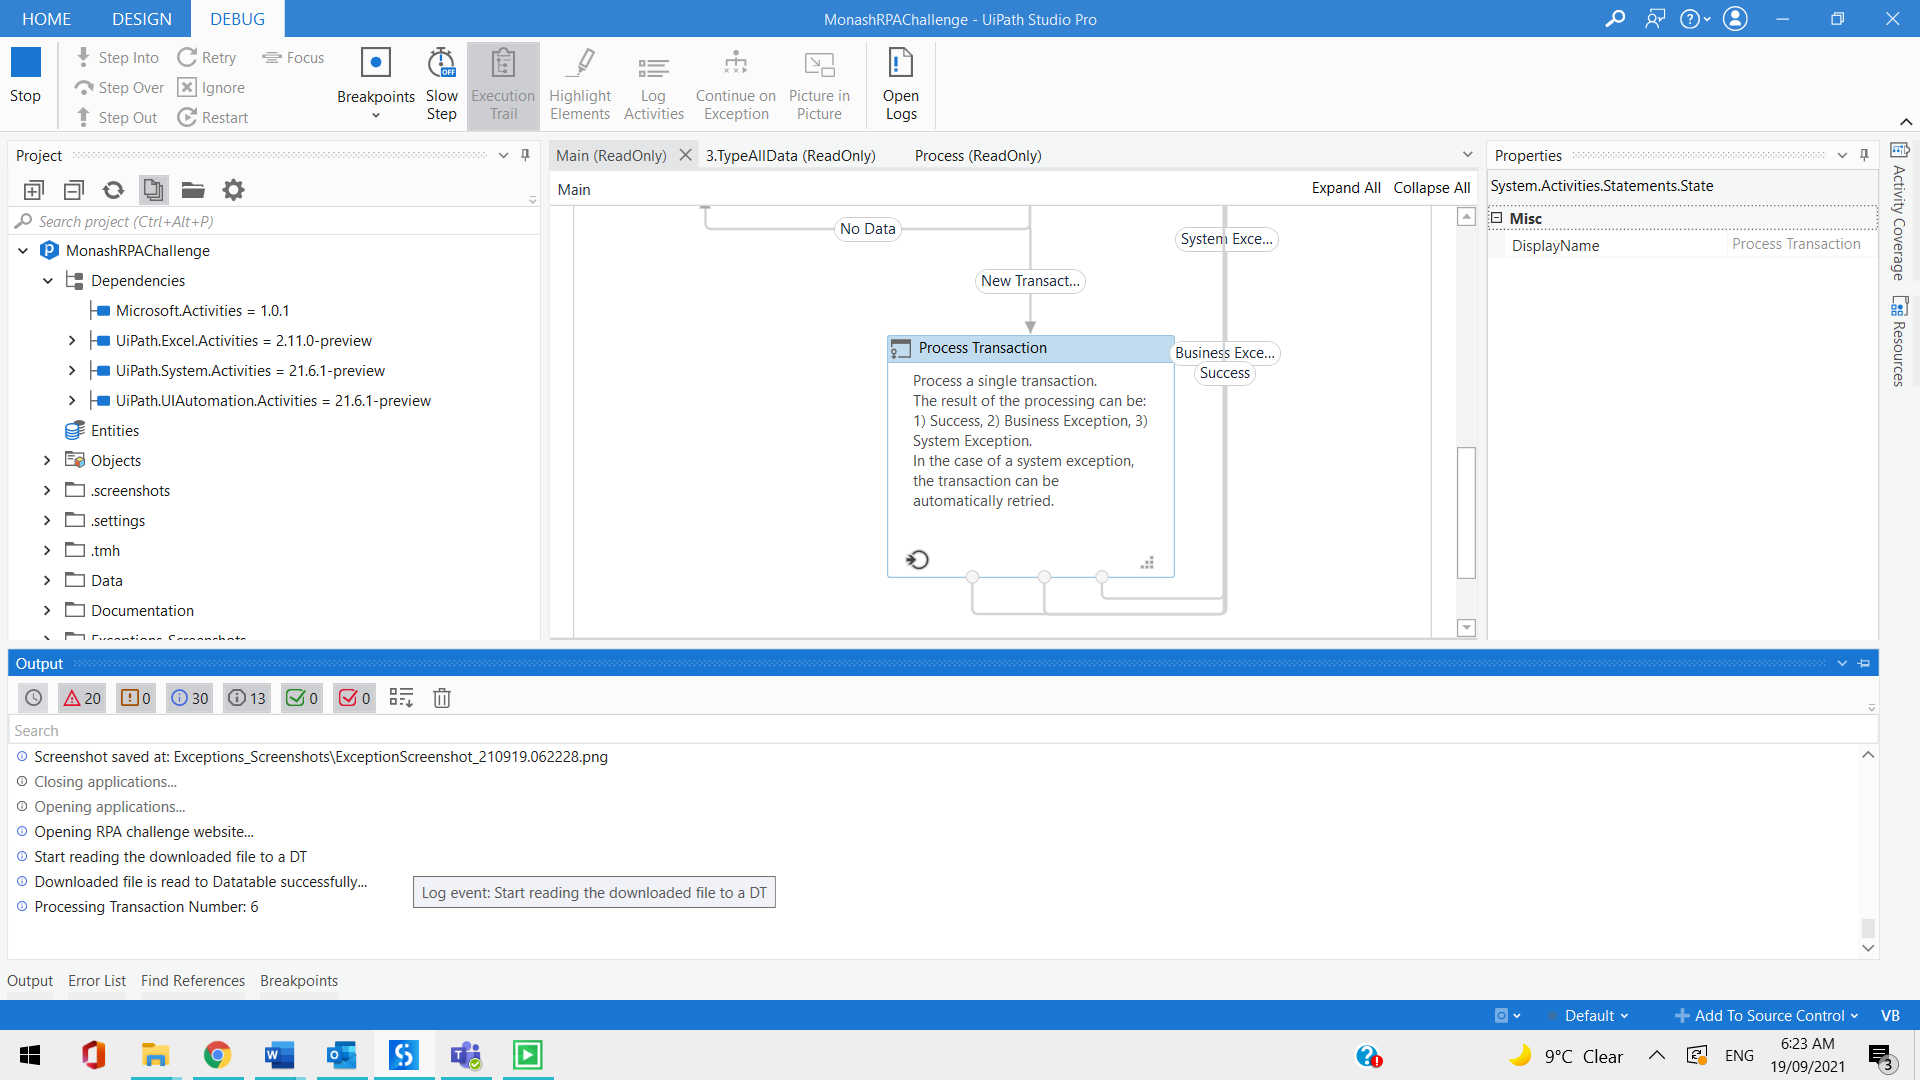 HOME DESIGN DEBUG
MonashRPAChallenge - UiPath Studio Pro
Stop
Step Into
Step Over
Step Out
Retry
Ignore
Restart
Focus
Breakpoints
Slow Step
OFF
Execution Trail
Highlight Elements
Log Activities
Continue on Exception
Picture in Picture
Open Logs
Project
Search project (Ctrl+Alt+P)
MonashRPAChallenge
Dependencies
Microsoft.Activities = 1.0.1
UiPath.Excel.Activities = 2.11.0-preview
UiPath.System.Activities = 21.6.1-preview
UiPath.UIAutomation.Activities = 21.6.1-preview
Entities
Objects
.screenshots
.settings
.tmh
Data
Documentation
Exceptions_Screenshots
Main (ReadOnly)
3.TypeAllData (ReadOnly)
Process (ReadOnly)
Main
Expand All Collapse All
No Data
System Exce...
New Transact...
Process Transaction
Business Exce...
Success
Process a single transaction.
The result of the processing can be:
1) Success, 2) Business Exception, 3)
System Exception.
In the case of a system exception,
the transaction can be
automatically retried.
Properties
System.Activities.Statements.State
Misc
DisplayName Process Transaction
Activity Coverage
Resources
Output
20 0 30 13 0 0
Search
Screenshot saved at: Exceptions_Screenshots\ExceptionScreenshot_210919.062228.png
Closing applications...
Opening applications...
Opening RPA challenge website...
Start reading the downloaded file to a DT
Downloaded file is read to Datatable successfully...
Log event: Start reading the downloaded file to a DT
Processing Transaction Number: 6
Output Error List Find References Breakpoints
Default
Add To Source Control
VB
9°C Clear
ENG
6:23 AM
19/09/2021
3